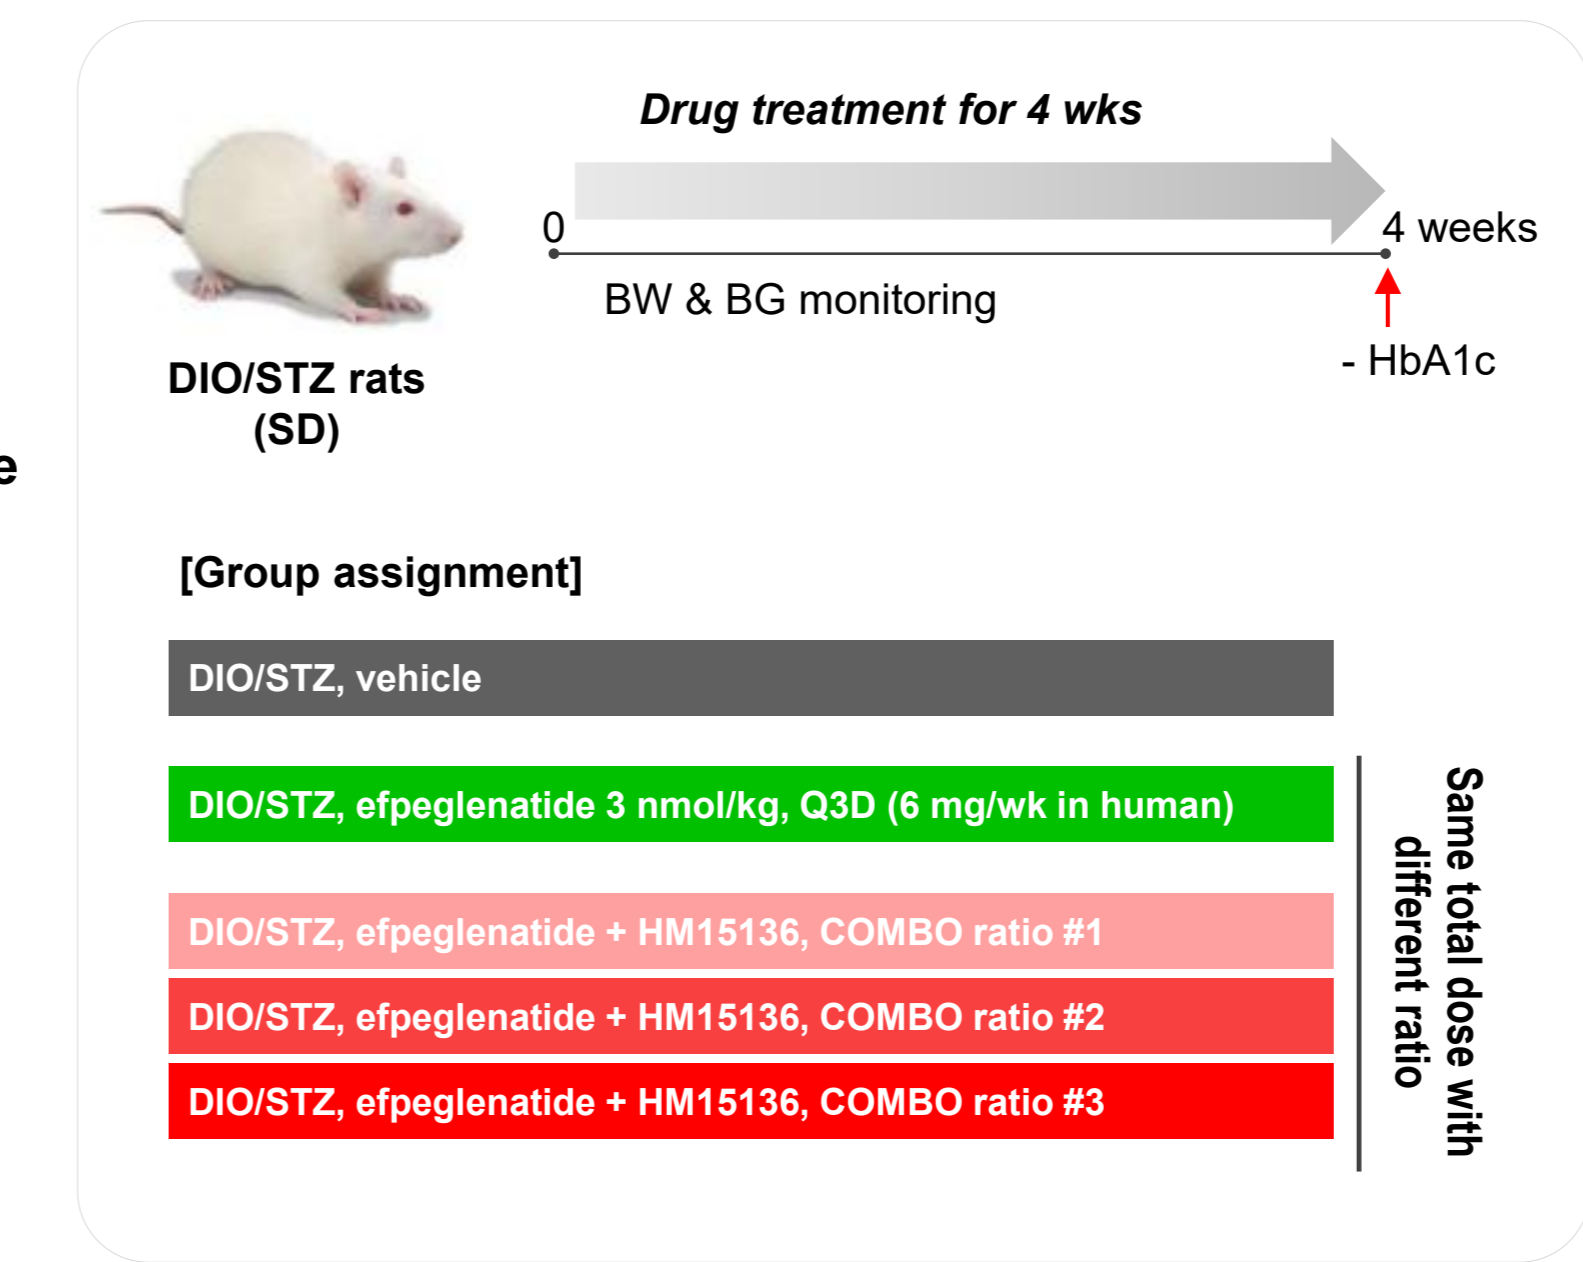 Drug treatment for 4 wks
0
4 weeks
BW & BG monitoring
- HbA1c
DIO/STZ rats
(SD)
e
[Group assignment]
DIO/STZ, vehicle
DIO/STZ, efpeglenatide 3 nmol/kg, Q3D (6 mg/wk in human)
DIO/STZ, efpeglenatide + HM15136, COMBO ratio #1
DIO/STZ, efpeglenatide + HM15136, COMBO ratio #2
DIO/STZ, efpeglenatide + HM15136, COMBO ratio #3
Same total dose with
different ratio